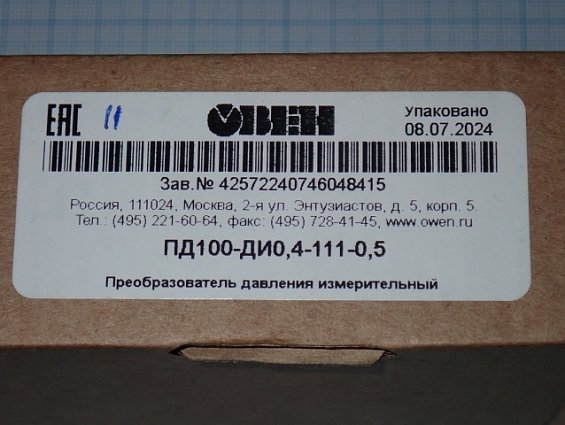 EAC 11 ОВЕН Упаковано
08.07.2024
Зав.№ 42572240746048415
Россия, 111024, Москва, 2-я ул. Энтузиастов, д. 5, корп. 5.
Тел.: (495) 221-60-64, факс: (495) 728-41-45, www.owen.ru
ПД100-ДИ0,4-111-0,5
Преобразователь давления измерительный